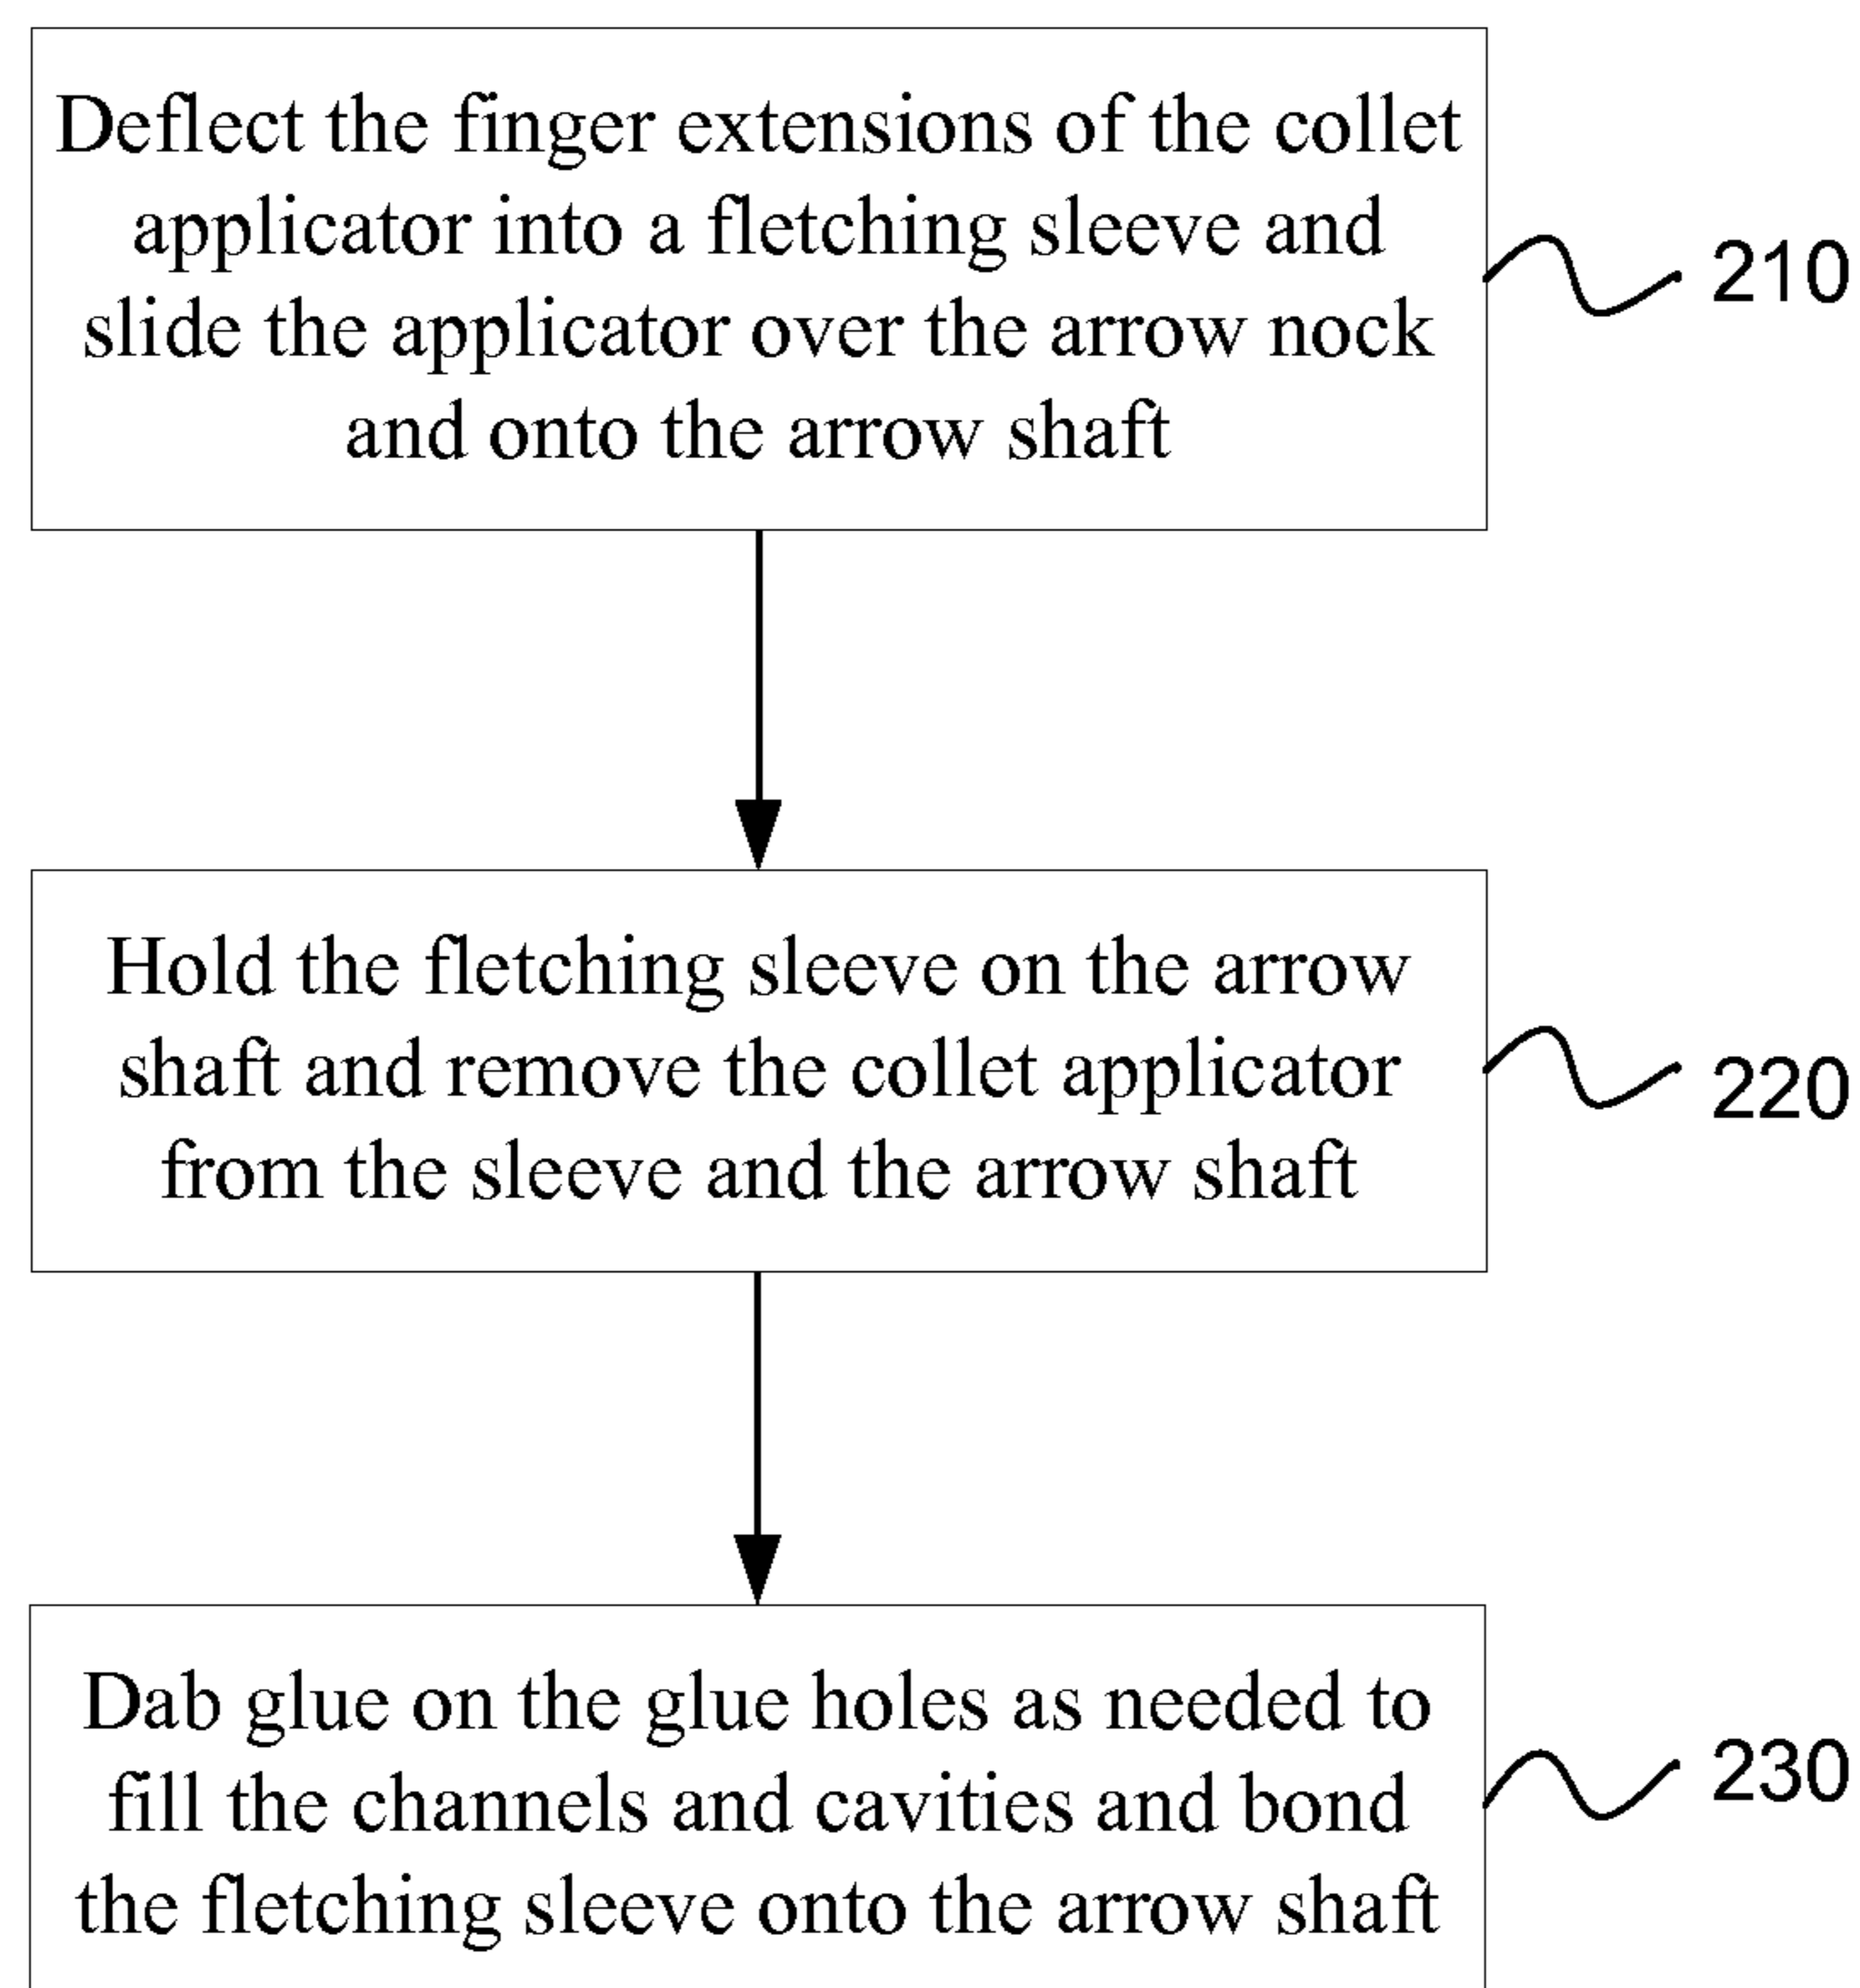 Deflect the finger extensions of the collet
applicator into a fletching sleeve and
slide the applicator over the arrow nock
and onto the arrow shaft
210
Hold the fletching sleeve on the arrow
shaft and remove the collet applicator
from the sleeve and the arrow shaft
220
Dab glue on the glue holes as needed to
fill the channels and cavities and bond
the fletching sleeve onto the arrow shaft
230